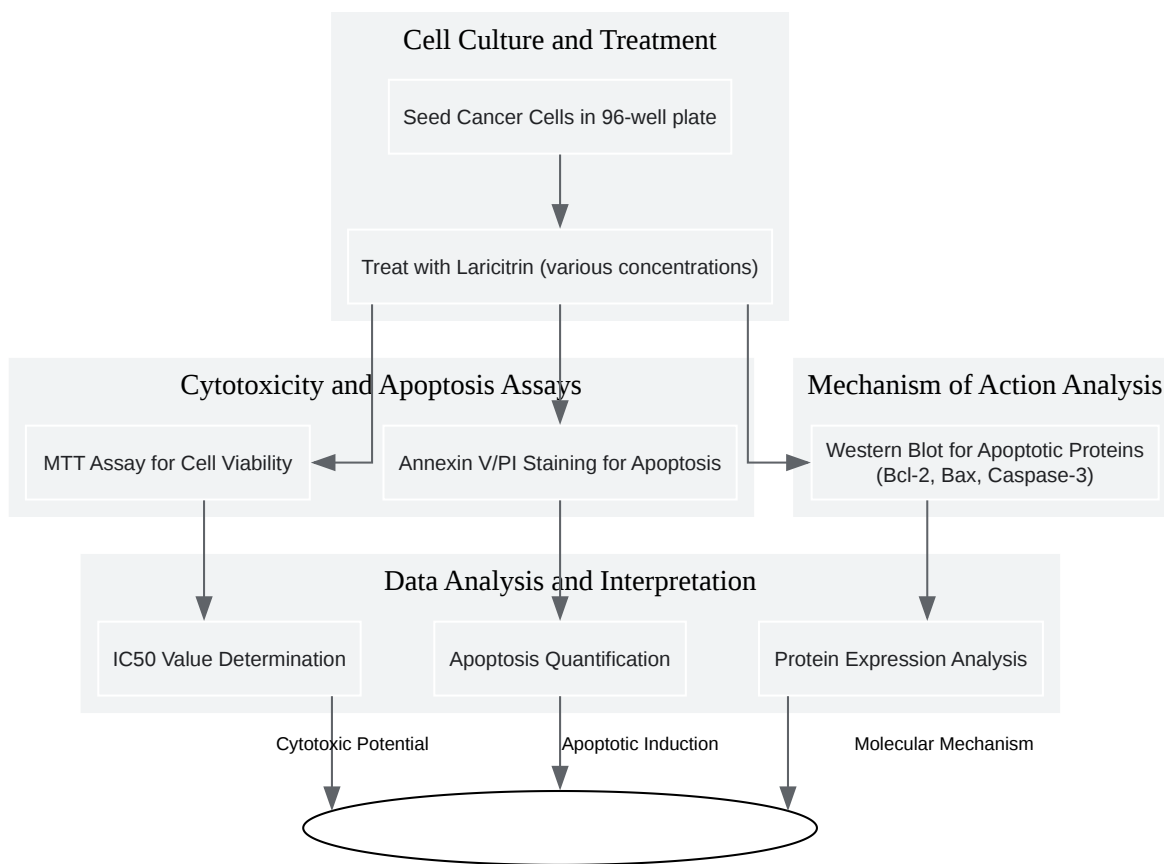 Cell Culture and Treatment
Seed Cancer Cells in 96-well plate
Treat with Laricitrin (various concentrations)
Cytotoxicity and Apoptosis Assays
Mechanism of Action Analysis
MTT Assay for Cell Viability
Annexin V/PI Staining for Apoptosis
Western Blot for Apoptotic Proteins
(Bcl-2, Bax, Caspase-3)
Data Analysis and Interpretation
IC50 Value Determination
Apoptosis Quantification
Protein Expression Analysis
Cytotoxic Potential
Apoptotic Induction
Molecular Mechanism